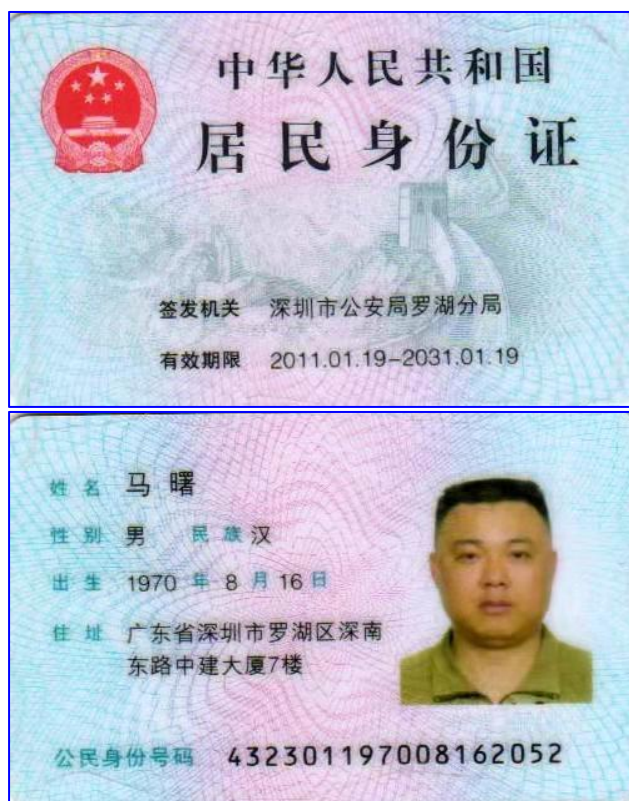 中华人民共和国
居民身份证
签发机关 深圳市公安局罗湖分局
有效期限 2011.01.19-2031.01.19
姓名 马曙
性别 男 民族 汉
出生 1970 年 8 月 16 日
住址 广东省深圳市罗湖区深南
东路中建大厦7楼
公民身份号码 432301197008162052